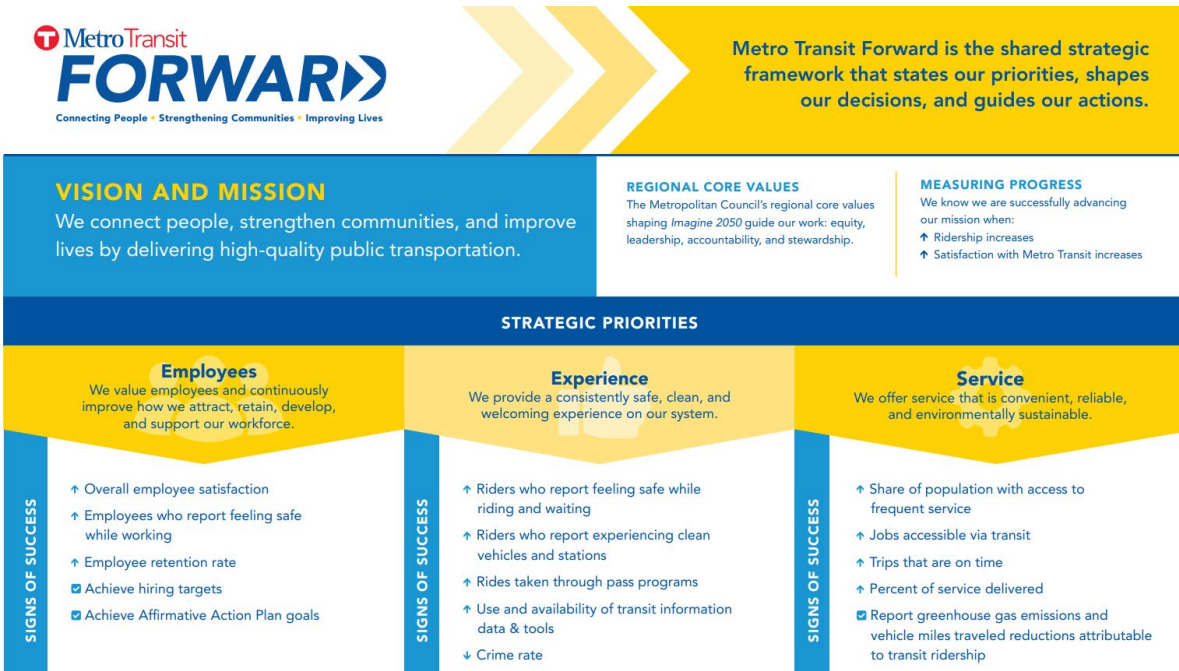 Metro Transit
FORWARD
Connecting People • Strengthening Communities • Improving Lives
Metro Transit Forward is the shared strategic
framework that states our priorities, shapes
our decisions, and guides our actions.
VISION AND MISSION
We connect people, strengthen communities, and improve
lives by delivering high-quality public transportation.
REGIONAL CORE VALUES
The Metropolitan Council's regional core values
shaping Imagine 2050 guide our work: equity,
leadership, accountability, and stewardship.
MEASURING PROGRESS
We know we are successfully advancing
our mission when:
↑ Ridership increases
↑ Satisfaction with Metro Transit increases
STRATEGIC PRIORITIES
Employees
We value employees and continuously
improve how we attract, retain, develop,
and support our workforce.
SIGNS OF SUCCESS
↑ Overall employee satisfaction
↑ Employees who report feeling safe
while working
↑ Employee retention rate
☑ Achieve hiring targets
☑ Achieve Affirmative Action Plan goals
Experience
We provide a consistently safe, clean, and
welcoming experience on our system.
SIGNS OF SUCCESS
↑ Riders who report feeling safe while
riding and waiting
↑ Riders who report experiencing clean
vehicles and stations
↑ Rides taken through pass programs
↑ Use and availability of transit information
data & tools
↓ Crime rate
Service
We offer service that is convenient, reliable,
and environmentally sustainable.
SIGNS OF SUCCESS
↑ Share of population with access to
frequent service
↑ Jobs accessible via transit
↑ Trips that are on time
↑ Percent of service delivered
☑ Report greenhouse gas emissions and
vehicle miles traveled reductions attributable
to transit ridership